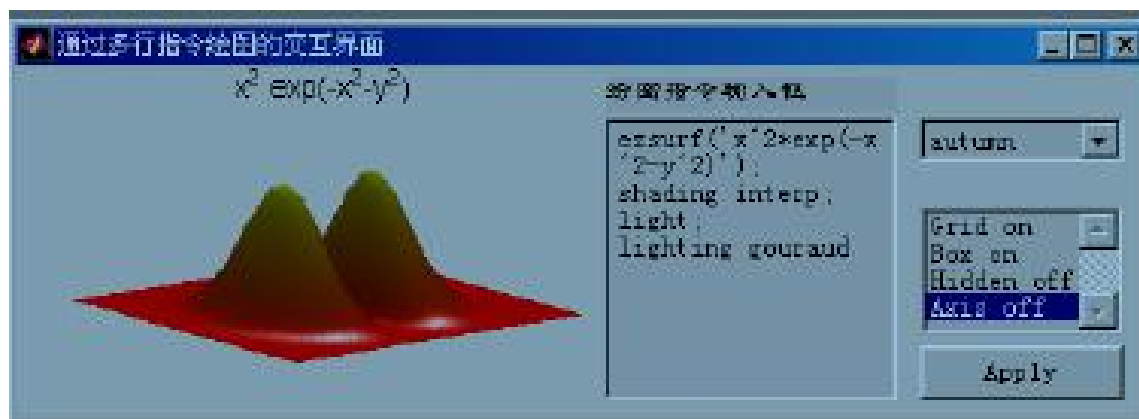 通过多行指令绘图的交互界面
x² exp(-x²-y²)
绘图指令输入框
ezsurf('x^2*exp(-x
^2-y^2)');
shading interp;
light;
lighting gouraud
autumn
Grid on
Box on
Hidden off
Axis off
Apply